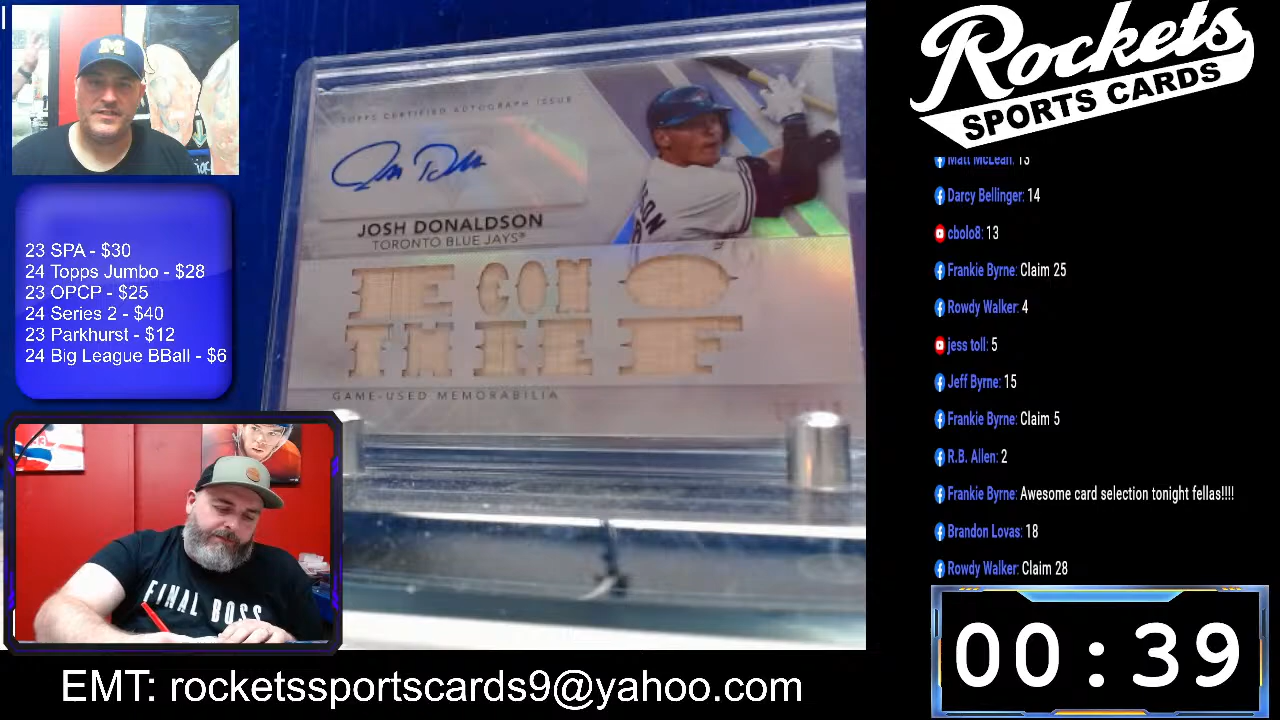 M
Rockets
SPORTS CARDS
TOPPS CERTIFIED AUTOGRAPH ISSUE
JOSH DONALDSON
TORONTO BLUE JAYS®
GAME-USED MEMORABILIA
23 SPA - $30
24 Topps Jumbo - $28
23 OPCP - $25
24 Series 2 - $40
23 Parkhurst - $12
24 Big League BBall - $6
FINAL BOSS
Matt McLean: 13
Darcy Bellinger: 14
cbolo8: 13
Frankie Byrne: Claim 25
Rowdy Walker: 4
jess toll: 5
Jeff Byrne: 15
Frankie Byrne: Claim 5
R.B. Allen: 2
Frankie Byrne: Awesome card selection tonight fellas!!!!
Brandon Lovas: 18
Rowdy Walker: Claim 28
00:39
EMT: rocketssportscards9@yahoo.com